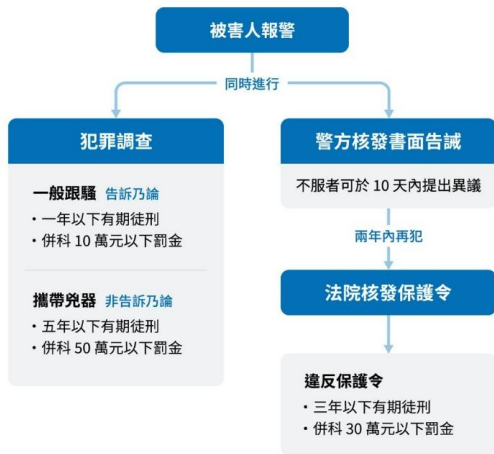 被害人報警
同時進行
犯罪調查
一般跟騷 告訴乃論
・一年以下有期徒刑
・併科 10 萬元以下罰金
攜帶兇器 非告訴乃論
・五年以下有期徒刑
・併科 50 萬元以下罰金
警方核發書面告誡
不服者可於 10 天內提出異議
兩年內再犯
法院核發保護令
違反保護令
・三年以下有期徒刑
・併科 30 萬元以下罰金